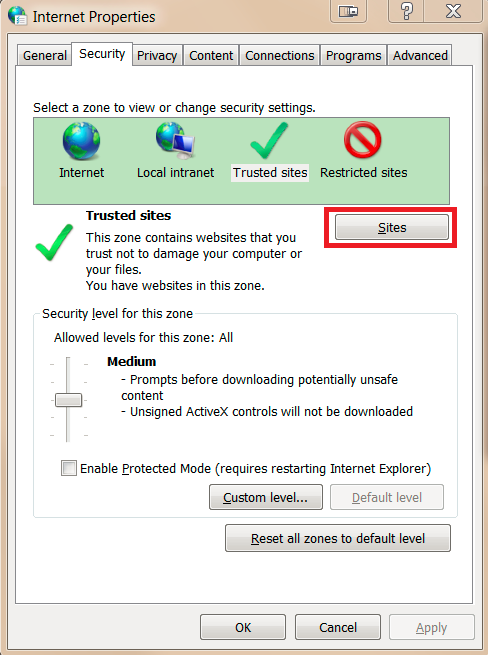 Internet Properties
?
General Security Privacy Content Connections Programs Advanced
Select a zone to view or change security settings.
Internet Local intranet Trusted sites Restricted sites
Trusted sites
Sites
This zone contains websites that you
trust not to damage your computer or
your files.
You have websites in this zone.
Security level for this zone
Allowed levels for this zone: All
Medium
- Prompts before downloading potentially unsafe
content
- Unsigned ActiveX controls will not be downloaded
Enable Protected Mode (requires restarting Internet Explorer)
Custom level... Default level
Reset all zones to default level
OK Cancel Apply